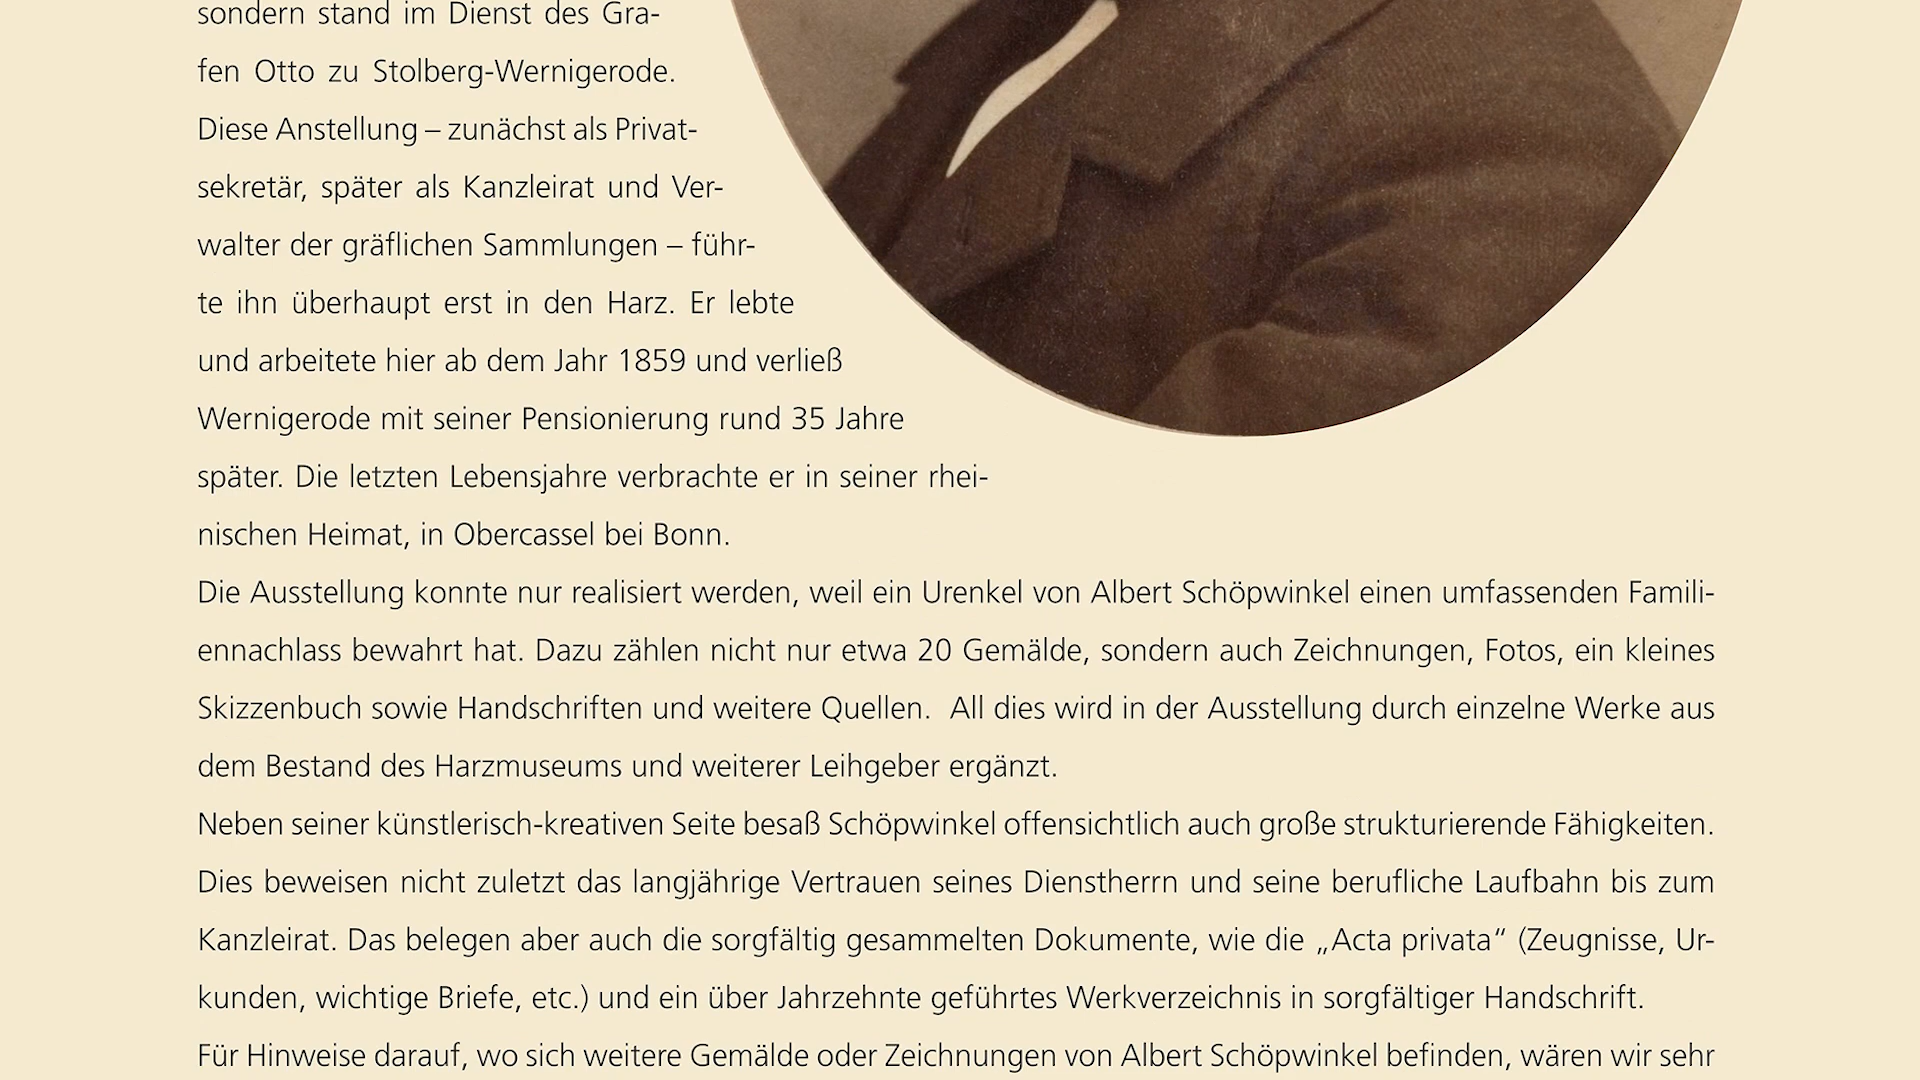 sondern stand im Dienst des Gra-
fen Otto zu Stolberg-Wernigerode.
Diese Anstellung – zunächst als Privat-
sekretär, später als Kanzleirat und Ver-
walter der gräflichen Sammlungen – führ-
te ihn überhaupt erst in den Harz. Er lebte
und arbeitete hier ab dem Jahr 1859 und verließ
Wernigerode mit seiner Pensionierung rund 35 Jahre
später. Die letzten Lebensjahre verbrachte er in seiner rhei-
nischen Heimat, in Obercassel bei Bonn.
Die Ausstellung konnte nur realisiert werden, weil ein Urenkel von Albert Schöpwinkel einen umfassenden Famili-
ennachlass bewahrt hat. Dazu zählen nicht nur etwa 20 Gemälde, sondern auch Zeichnungen, Fotos, ein kleines
Skizzenbuch sowie Handschriften und weitere Quellen.  All dies wird in der Ausstellung durch einzelne Werke aus
dem Bestand des Harzmuseums und weiterer Leihgeber ergänzt.
Neben seiner künstlerisch-kreativen Seite besaß Schöpwinkel offensichtlich auch große strukturierende Fähigkeiten.
Dies beweisen nicht zuletzt das langjährige Vertrauen seines Dienstherrn und seine berufliche Laufbahn bis zum
Kanzleirat. Das belegen aber auch die sorgfältig gesammelten Dokumente, wie die „Acta privata“ (Zeugnisse, Ur-
kunden, wichtige Briefe, etc.) und ein über Jahrzehnte geführtes Werkverzeichnis in sorgfältiger Handschrift.
Für Hinweise darauf, wo sich weitere Gemälde oder Zeichnungen von Albert Schöpwinkel befinden, wären wir sehr